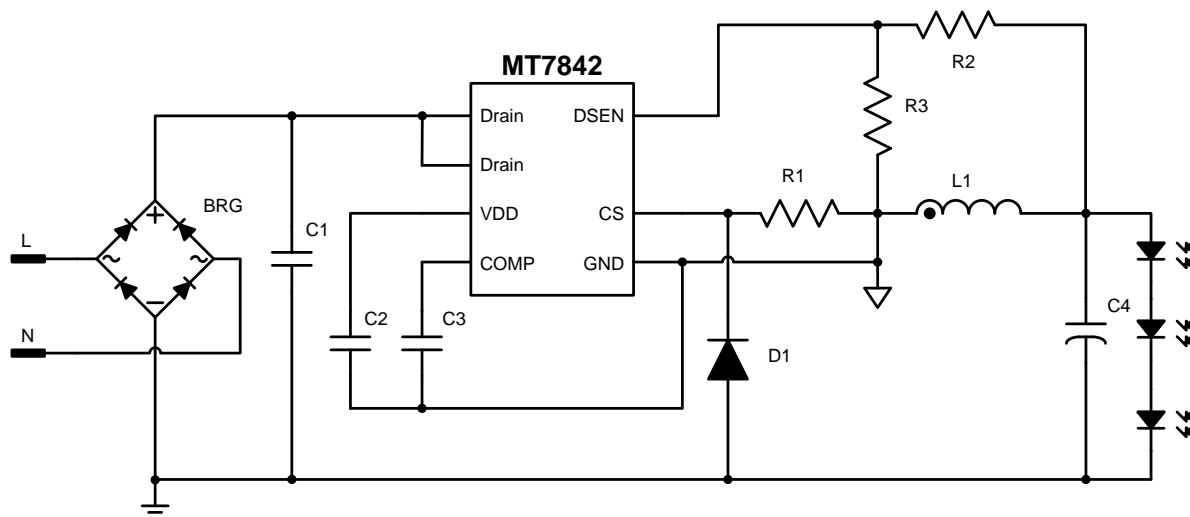 MT7842
R2
R3
Drain
DSEN
Drain
R1
L1
BRG
VDD
CS
C1
L
COMP
GND
C2
C3
C4
N
D1